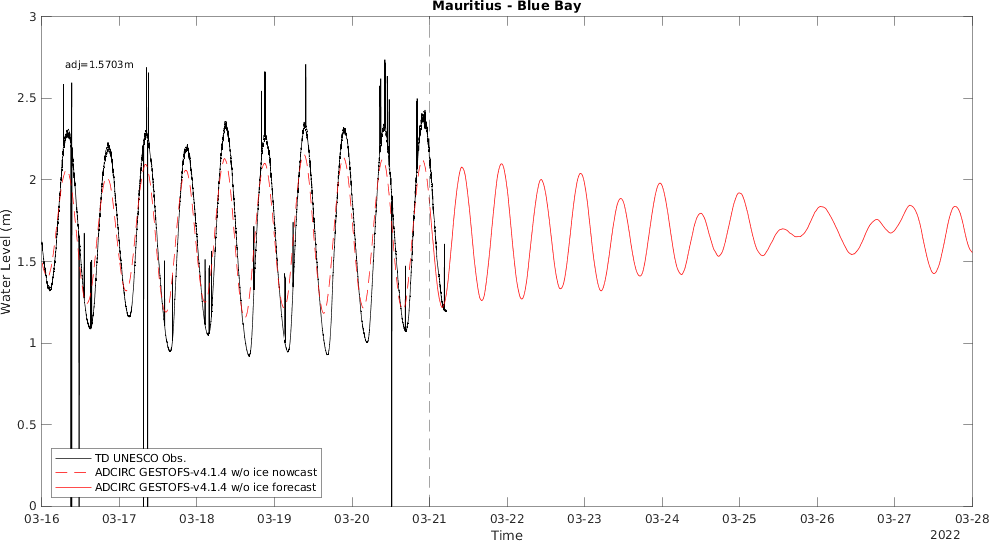 Mauritius - Blue Bay
3
adj=1.5703m
2.5
2
Water Level (m)
1.5
1
0.5
TD UNESCO Obs.
ADCIRC GESTOFS-v4.1.4 w/o ice nowcast
ADCIRC GESTOFS-v4.1.4 w/o ice forecast
0
03-16 03-17 03-18 03-19 03-20 03-21 03-22 03-23 03-24 03-25 03-26 03-27 03-28
Time
2022